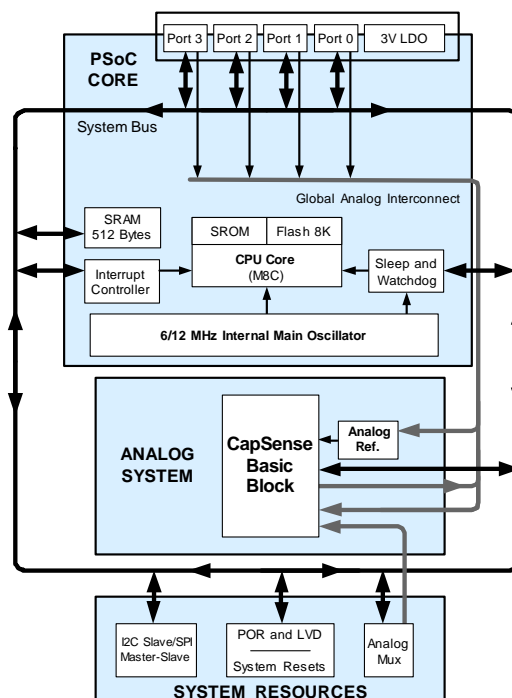 Port 3 Port 2 Port 1 Port 0 3V LDO
PSoC
CORE
System Bus
Global Analog Interconnect
SRAM
512 Bytes
SROM Flash 8K
CPU Core
(M8C)
Interrupt
Controller
Sleep and
Watchdog
6/12 MHz Internal Main Oscillator
ANALOG
SYSTEM
CapSense
Basic
Block
Analog
Ref.
I2C Slave/SPI
Master-Slave
POR and LVD
System Resets
Analog
Mux
SYSTEM RESOURCES